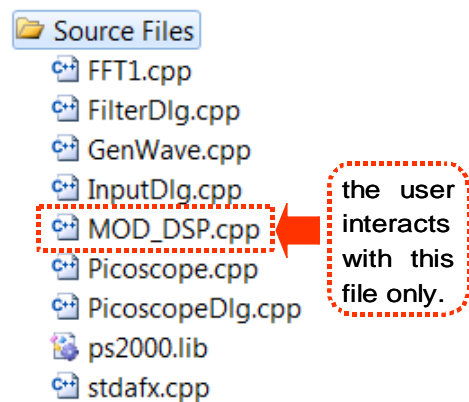 Source Files
FFT1.cpp
FilterDlg.cpp
GenWave.cpp
InputDlg.cpp
MOD_DSP.cpp
Picoscope.cpp
PicoscopeDlg.cpp
ps2000.lib
stdafx.cpp
the user
interacts
with this
file only.